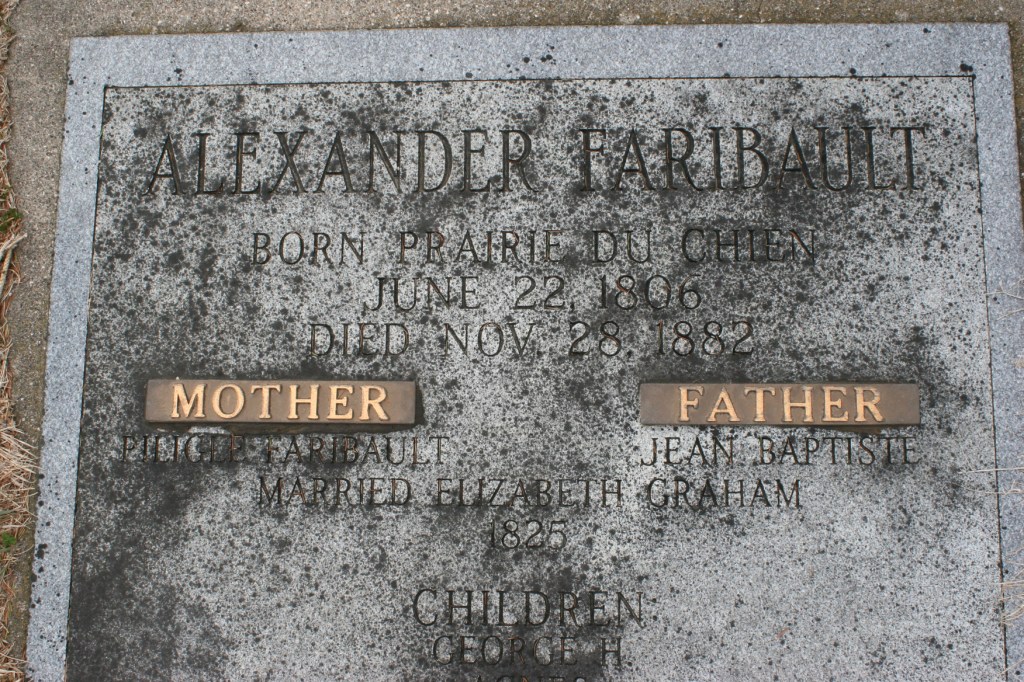 ALEXANDER FARIBAULT
BORN PRAIRIE DU CHIEN
JUNE 22, 1806
DIED NOV. 28, 1882
MOTHER FATHER
FARIBAULT JEAN BAPTISTE
MARRIED ELIZABETH GRAHAM
1825
CHILDREN
GEORGE H